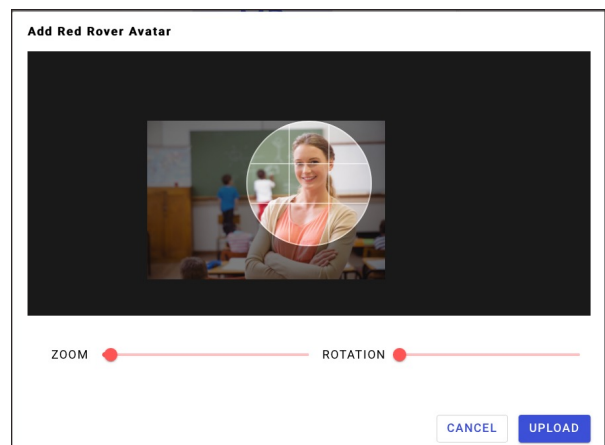 Add Red Rover Avatar
ZOOM
ROTATION
CANCEL
UPLOAD